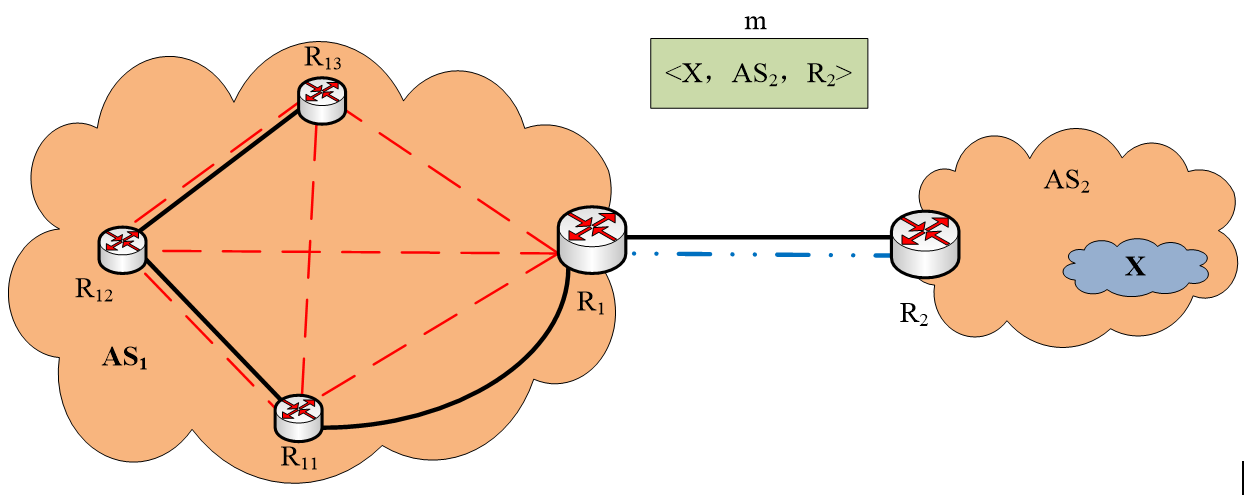 m
<X，AS₂，R₂>
R₁₃
AS₂
X
R₁₂
R₁
R₂
AS₁
R₁₁